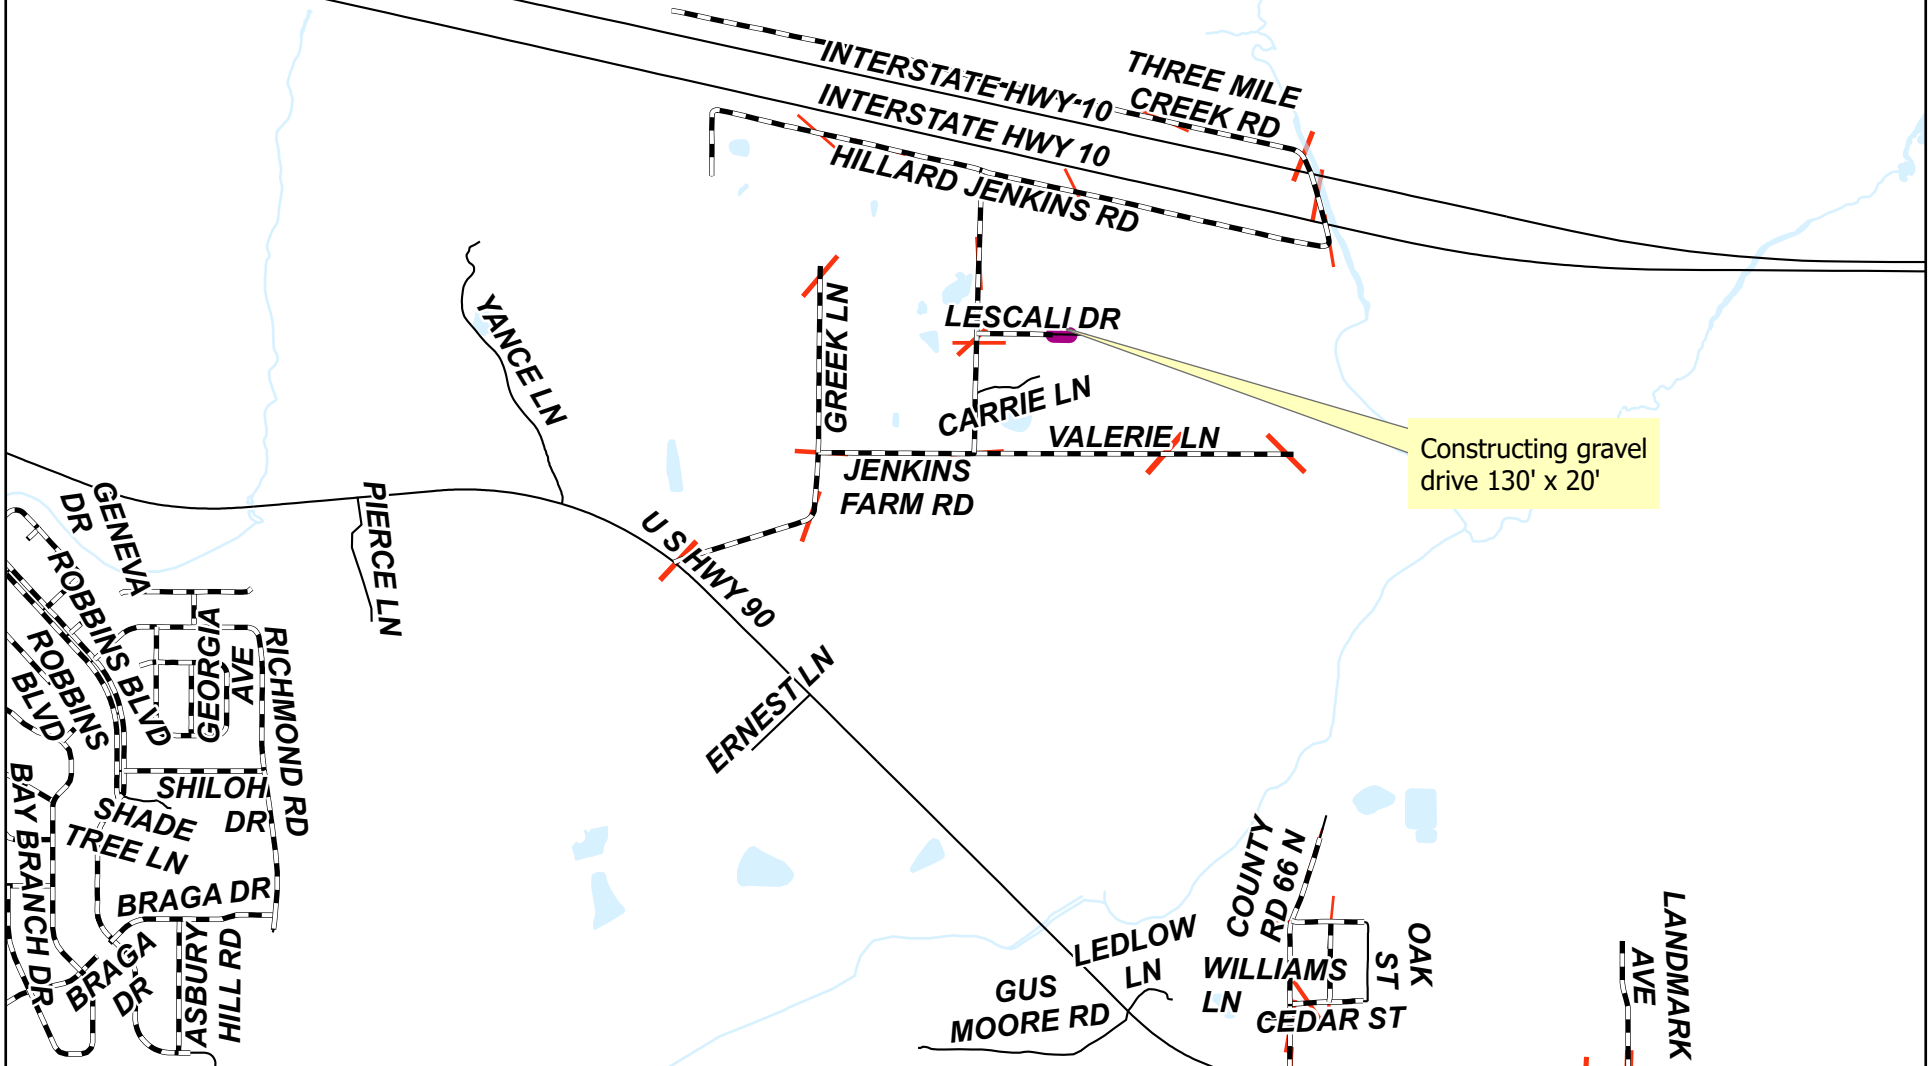 INTERSTATE HWY 10
THREE MILE
CREEK RD
INTERSTATE HWY 10
HILLARD JENKINS RD
YANCE LN
GREEK LN
LESCALI DR
CARRIE LN
VALERIE LN
JENKINS
FARM RD
Constructing gravel
drive 130' x 20'
GENEVA
DR
PIERCE LN
U S HWY 90
ROBBINS BLVD
ROBBINS
BLVD
GEORGIA
AVE
RICHMOND RD
ERNEST LN
SHILOH
DR
SHADE
TREE LN
BAY BRANCH DR
BRAGA DR
BRAGA
DR
ASBURY
HILL RD
COUNTY
RD 66 N
LEDLOW
LN
GUS
MOORE RD
WILLIAMS
LN
OAK
ST
CEDAR ST
LANDMARK
AVE